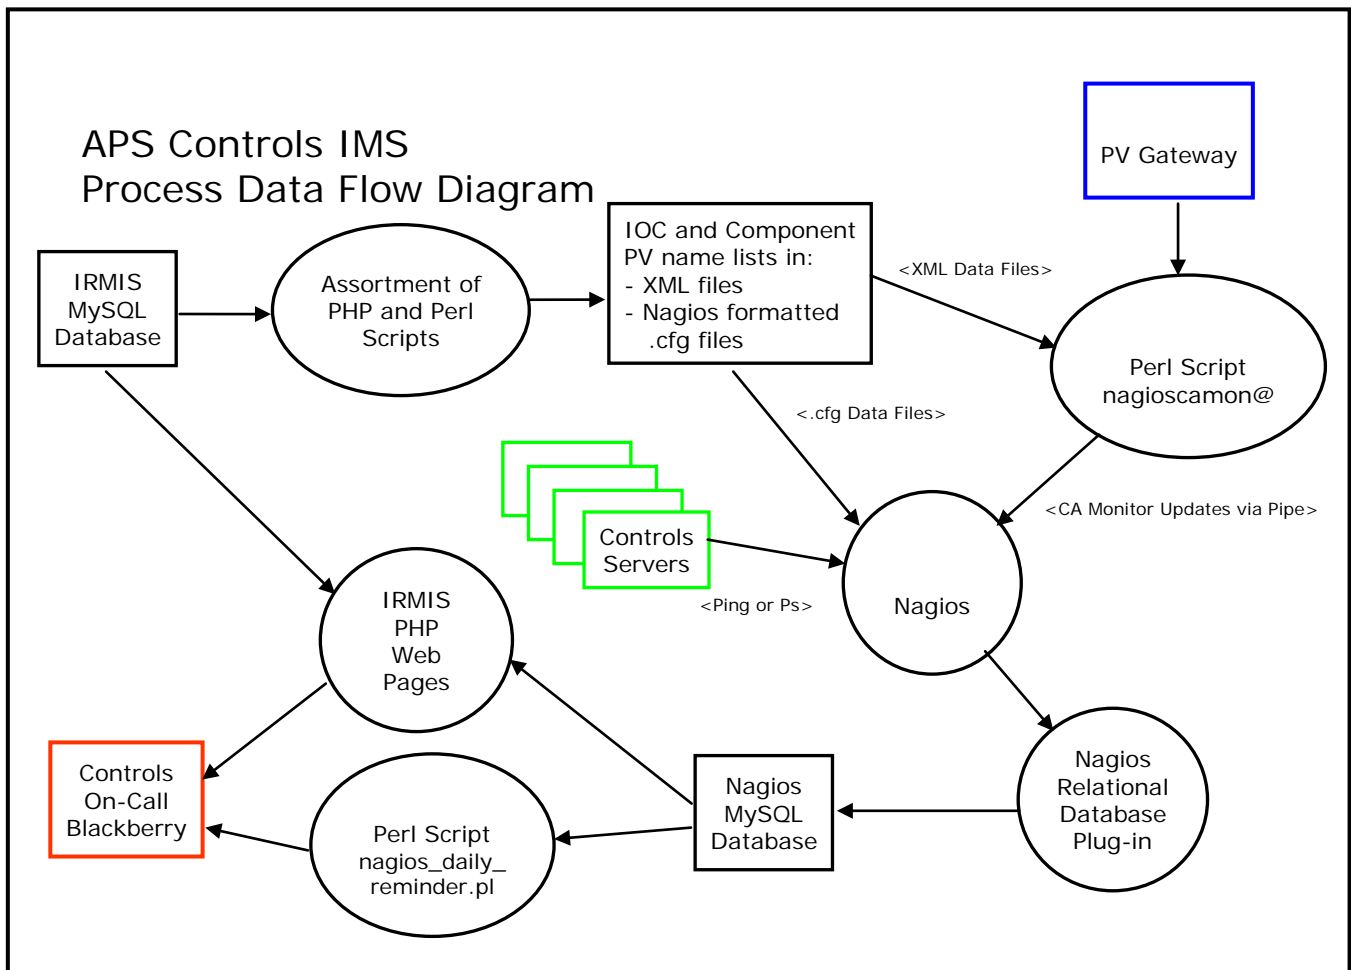 APS Controls IMS
Process Data Flow Diagram
PV Gateway
IRMIS
MySQL
Database
Assortment of
PHP and Perl
Scripts
IOC and Component
PV name lists in:
- XML files
- Nagios formatted
.cfg files
<XML Data Files>
Perl Script
nagioscamon@
<.cfg Data Files>
<CA Monitor Updates via Pipe>
Controls
Servers
<Ping or Ps>
Nagios
IRMIS
PHP
Web
Pages
Controls
On-Call
Blackberry
Perl Script
nagios_daily_
reminder.pl
Nagios
MySQL
Database
Nagios
Relational
Database
Plug-in